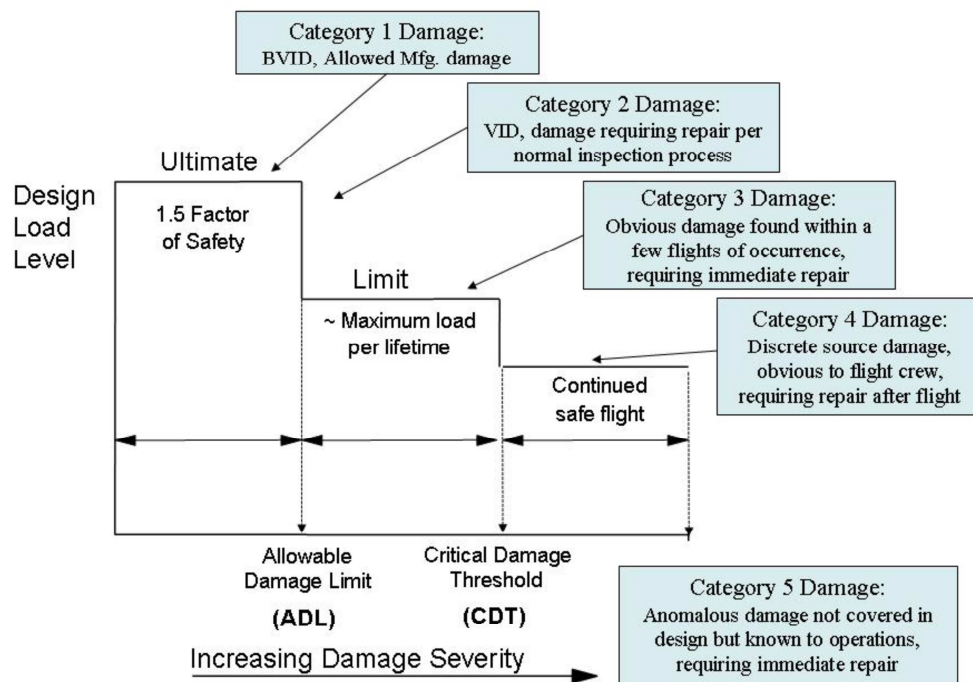 Category 1 Damage:
BVID, Allowed Mfg. damage
Category 2 Damage:
VID, damage requiring repair per
normal inspection process
Ultimate
Design
Load
Level
1.5 Factor
of Safety
Category 3 Damage:
Obvious damage found within a
few flights of occurrence,
requiring immediate repair
Limit
~ Maximum load
per lifetime
Category 4 Damage:
Discrete source damage,
obvious to flight crew,
requiring repair after flight
Continued
safe flight
Allowable
Damage Limit
(ADL)
Critical Damage
Threshold
(CDT)
Category 5 Damage:
Anomalous damage not covered in
design but known to operations,
requiring immediate repair
Increasing Damage Severity